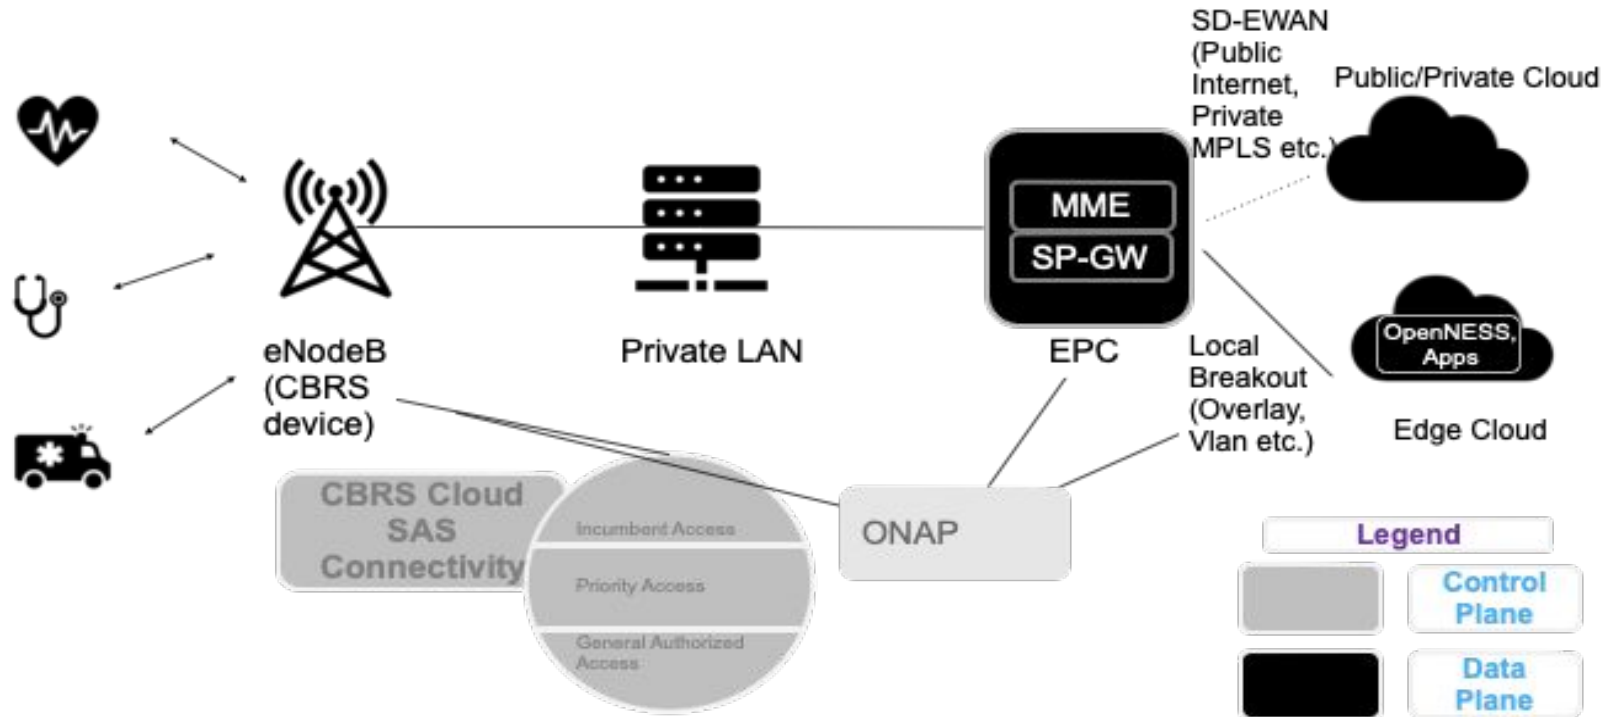 SD-EWAN
(Public
Internet,
Private
MPLS etc.)
Public/Private Cloud
MME
SP-GW
OpenNESS,
Apps
eNodeB
(CBRS
device)
Private LAN
EPC
Local
Breakout
(Overlay,
Vlan etc.)
Edge Cloud
CBRS Cloud
SAS
Connectivity
Incumbent Access
Priority Access
General Authorized
Access
ONAP
Legend
Control
Plane
Data
Plane